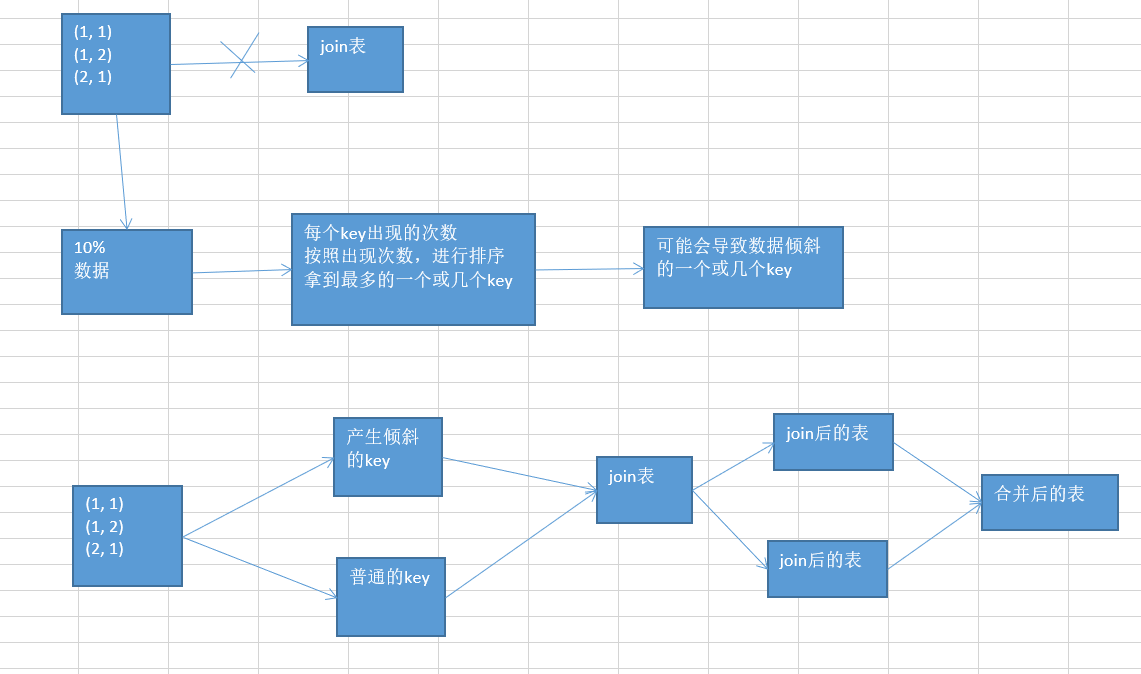 (1, 1)
(1, 2)
(2, 1)
join表
10%
数据
每个key出现的次数
按照出现次数，进行排序
拿到最多的一个或几个key
可能会导致数据倾斜
的一个或几个key
(1, 1)
(1, 2)
(2, 1)
产生倾斜
的key
普通的key
join表
join后的表
join后的表
合并后的表